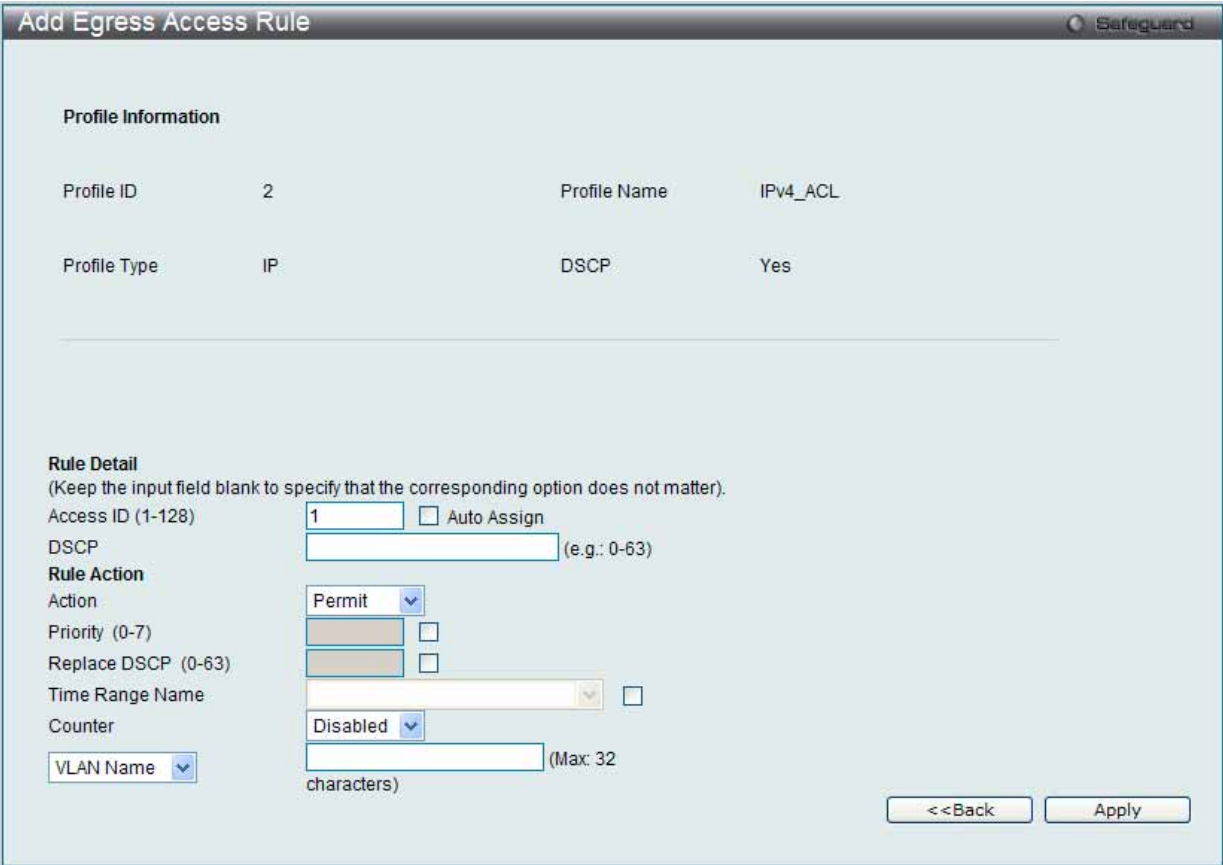 Add Egress Access Rule
Safeguard
Profile Information
Profile ID 2 Profile Name IPv4_ACL
Profile Type IP DSCP Yes
Rule Detail
(Keep the input field blank to specify that the corresponding option does not matter).
Access ID (1-128) 1 Auto Assign
DSCP (e.g.: 0-63)
Rule Action
Action Permit
Priority (0-7)
Replace DSCP (0-63)
Time Range Name
Counter Disabled
VLAN Name (Max: 32
characters)
<<Back Apply